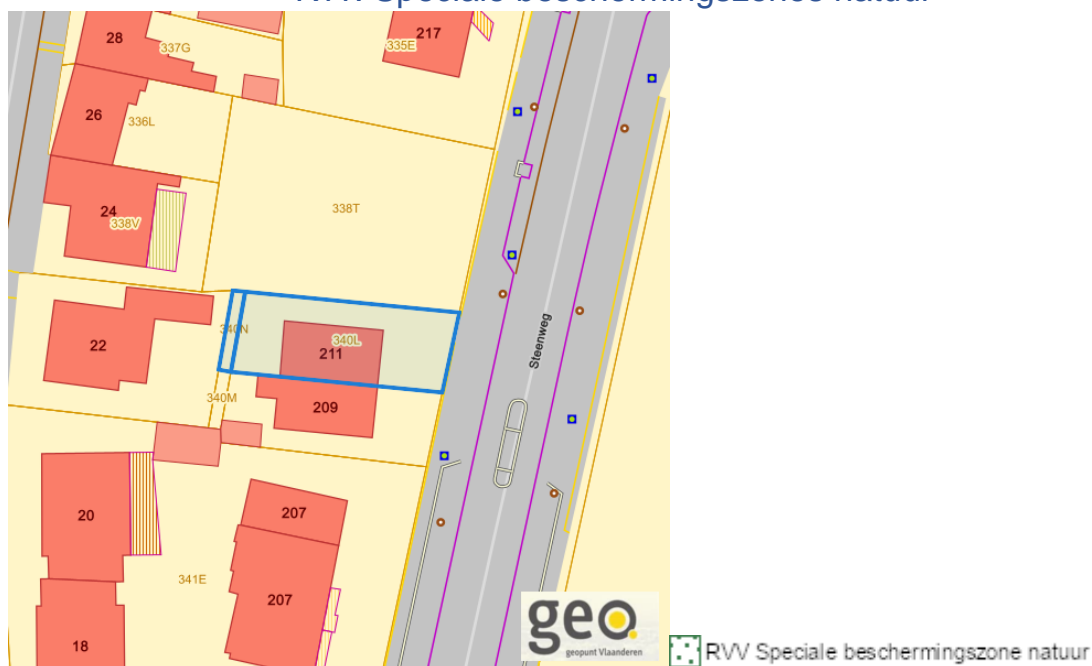 RVV Speciale beschermingszones natuur
28
337G
217
335E
26
336L
24
338V
338T
340N
340L
22
211
Steenweg
340M
209
20
207
341E
207
18
geo
geopunt Vlaanderen
RVV Speciale beschermingszone natuur